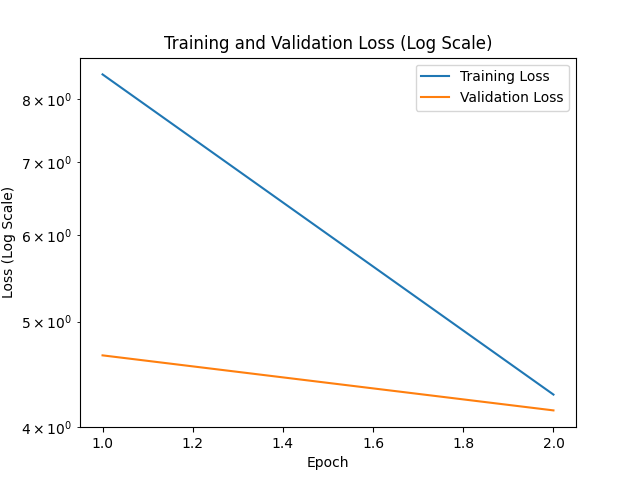 Training and Validation Loss (Log Scale)
Training Loss
Validation Loss
Loss (Log Scale)
8 × 10⁰
7 × 10⁰
6 × 10⁰
5 × 10⁰
4 × 10⁰
1.0 1.2 1.4 1.6 1.8 2.0
Epoch